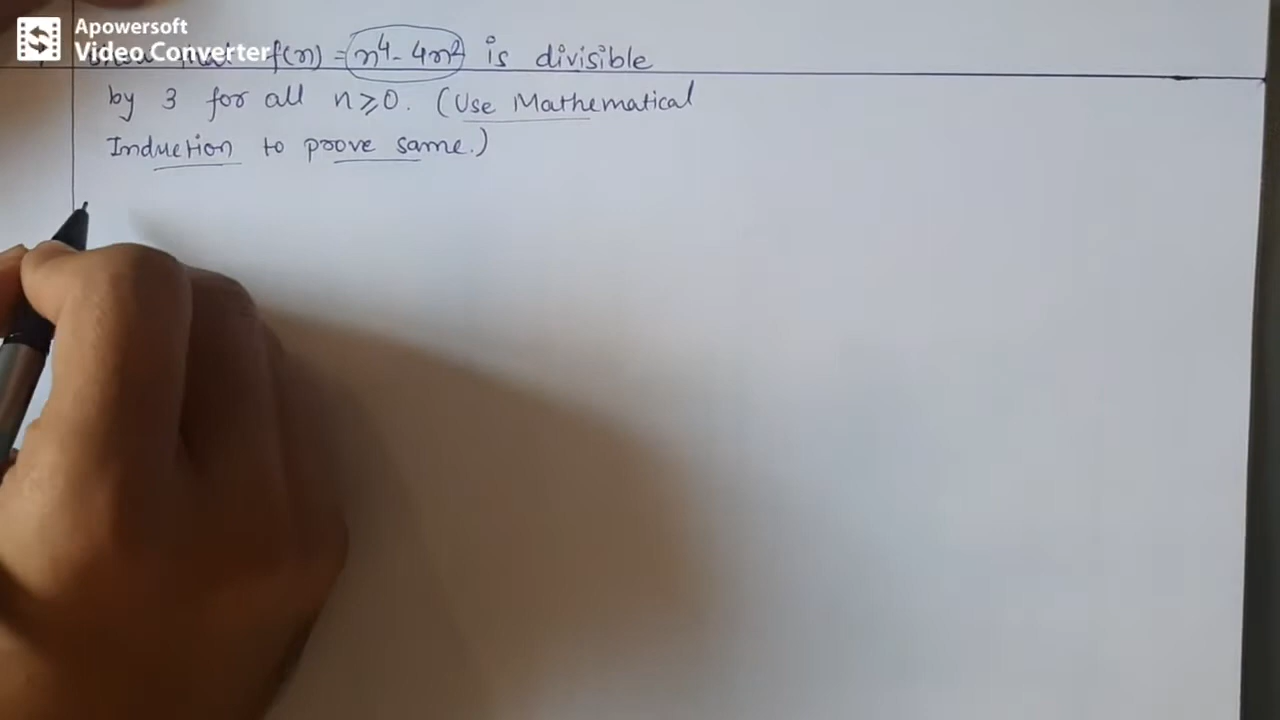 Apowersoft
Video Converter
f(n) = n⁴ - 4n² is divisible
by 3 for all n ≥ 0. (Use Mathematical
Induction to prove same.)